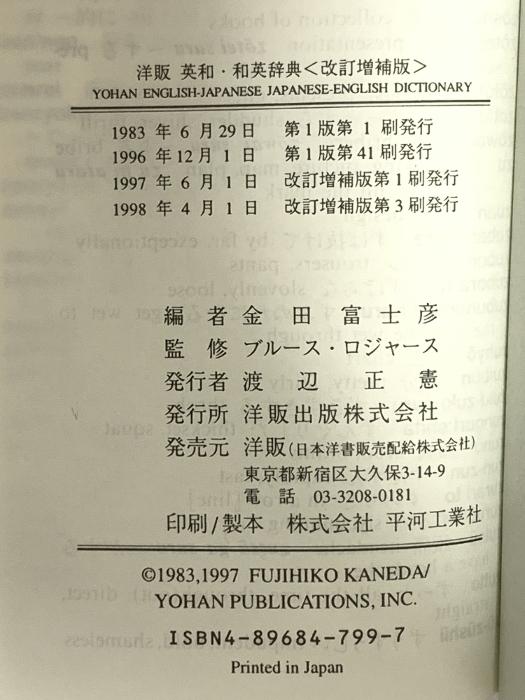 洋販 英和・和英辞典<改訂増補版>
YOHAN ENGLISH-JAPANESE JAPANESE-ENGLISH DICTIONARY
1983 年 6 月 29 日 第 1 版第 1 刷発行
1996 年 12 月 1 日 第 1 版第 41 刷発行
1997 年 6 月 1 日 改訂増補版第 1 刷発行
1998 年 4 月 1 日 改訂増補版第 3 刷発行
編者 金田富士彦
監修 ブルース・ロジャース
発行者 渡辺正憲
発行所 洋販出版株式会社
発売元 洋販(日本洋書販売配給株式会社)
東京都新宿区大久保3-14-9
電話 03-3208-0181
印刷/製本 株式会社 平河工業社
©1983,1997 FUJIHIKO KANEDA/
YOHAN PUBLICATIONS, INC.
ISBN4-89684-799-7
Printed in Japan